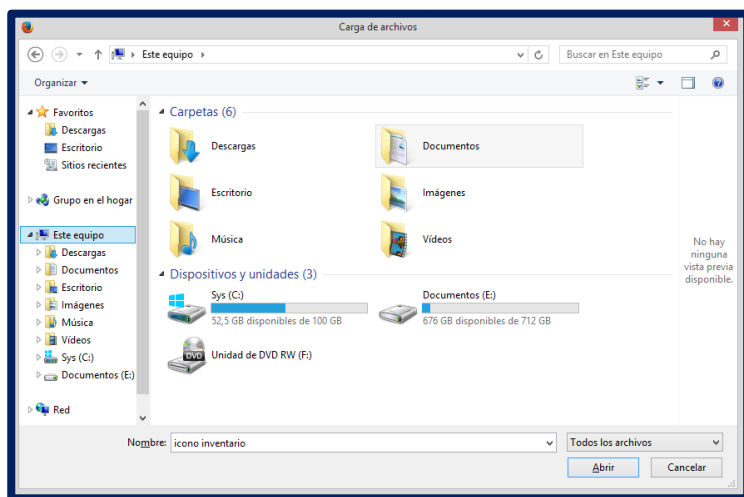 Carga de archivos
Este equipo
Buscar en Este equipo
Organizar
Favoritos
Descargas
Escritorio
Sitios recientes
Grupo en el hogar
Este equipo
Descargas
Documentos
Escritorio
Imágenes
Música
Vídeos
Sys (C:)
Documentos (E:)
Red
Carpetas (6)
Descargas
Documentos
Escritorio
Imágenes
Música
Vídeos
Dispositivos y unidades (3)
Sys (C:)
52,5 GB disponibles de 100 GB
Documentos (E:)
676 GB disponibles de 712 GB
DVD
Unidad de DVD RW (F:)
No hay
ninguna
vista previa
disponible.
Nombre: icono inventario
Todos los archivos
Abrir
Cancelar